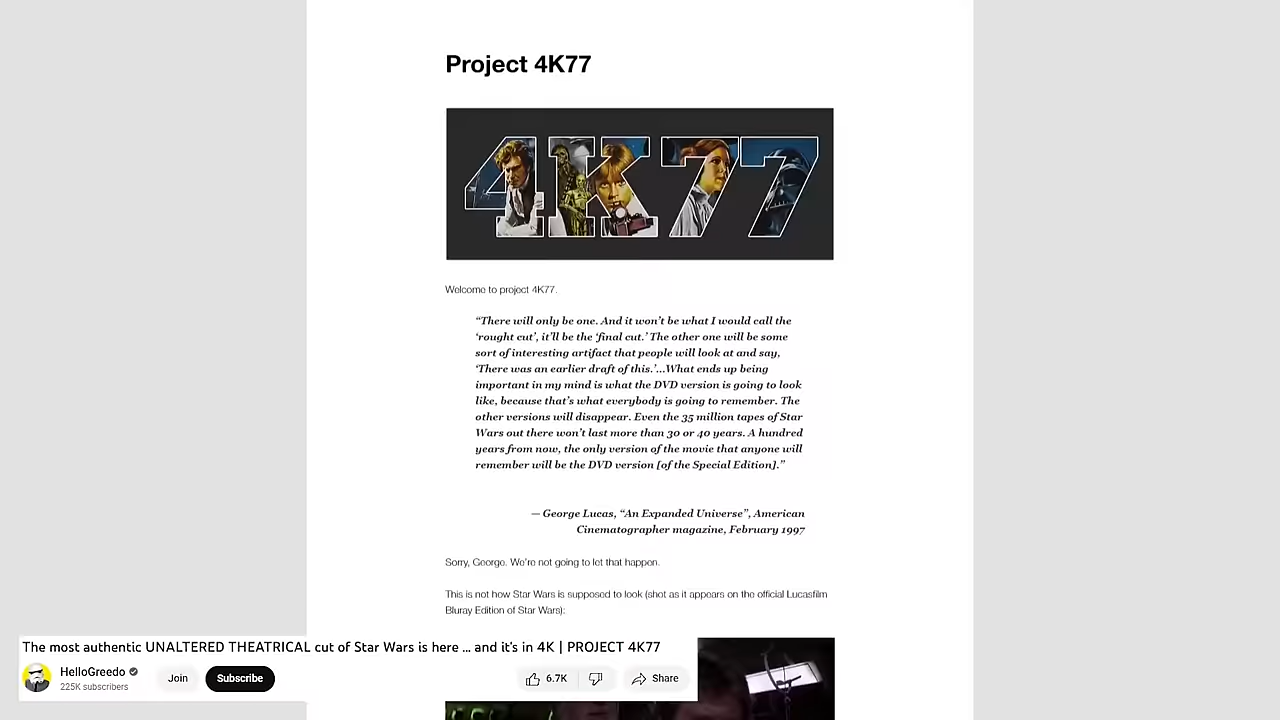 Project 4K77
4K77
Welcome to project 4K77.
“There will only be one. And it won’t be what I would call the
‘rought cut’, it’ll be the ‘final cut.’ The other one will be some
sort of interesting artifact that people will look at and say,
‘There was an earlier draft of this.’...What ends up being
important in my mind is what the DVD version is going to look
like, because that’s what everybody is going to remember. The
other versions will disappear. Even the 35 million tapes of Star
Wars out there won’t last more than 30 or 40 years. A hundred
years from now, the only version of the movie that anyone will
remember will be the DVD version [of the Special Edition].”
— George Lucas, “An Expanded Universe”, American
Cinematographer magazine, February 1997
Sorry, George. We’re not going to let that happen.
This is not how Star Wars is supposed to look (shot as it appears on the official Lucasfilm
Bluray Edition of Star Wars):
The most authentic UNALTERED THEATRICAL cut of Star Wars is here ... and it's in 4K | PROJECT 4K77
HelloGreedo
225K subscribers
Join
Subscribe
6.7K
Share